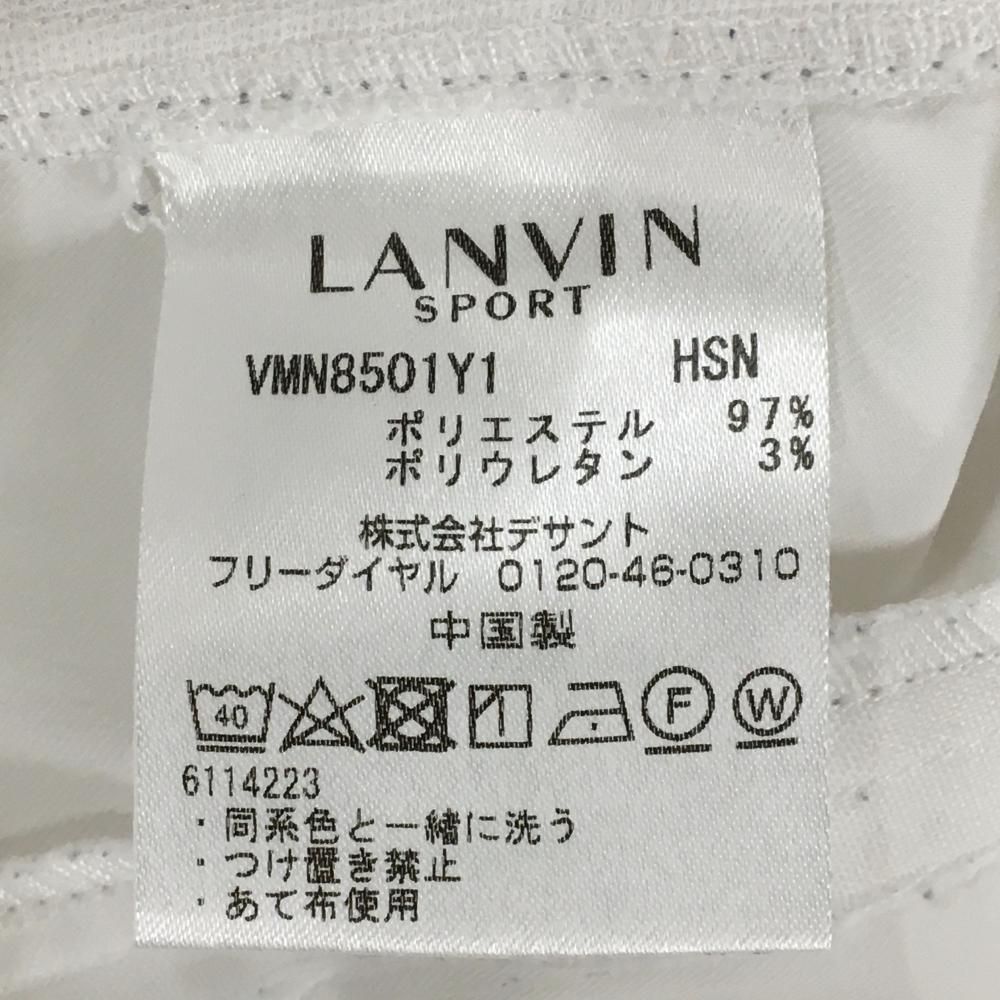 LANVIN
SPORT
VMN8501Y1 HSN
ポリエステル 97%
ポリウレタン 3%
株式会社デサント
フリーダイヤル 0120-46-0310
中国製
40 F W
6114223
・同系色と一緒に洗う
・つけ置き禁止
・あて布使用